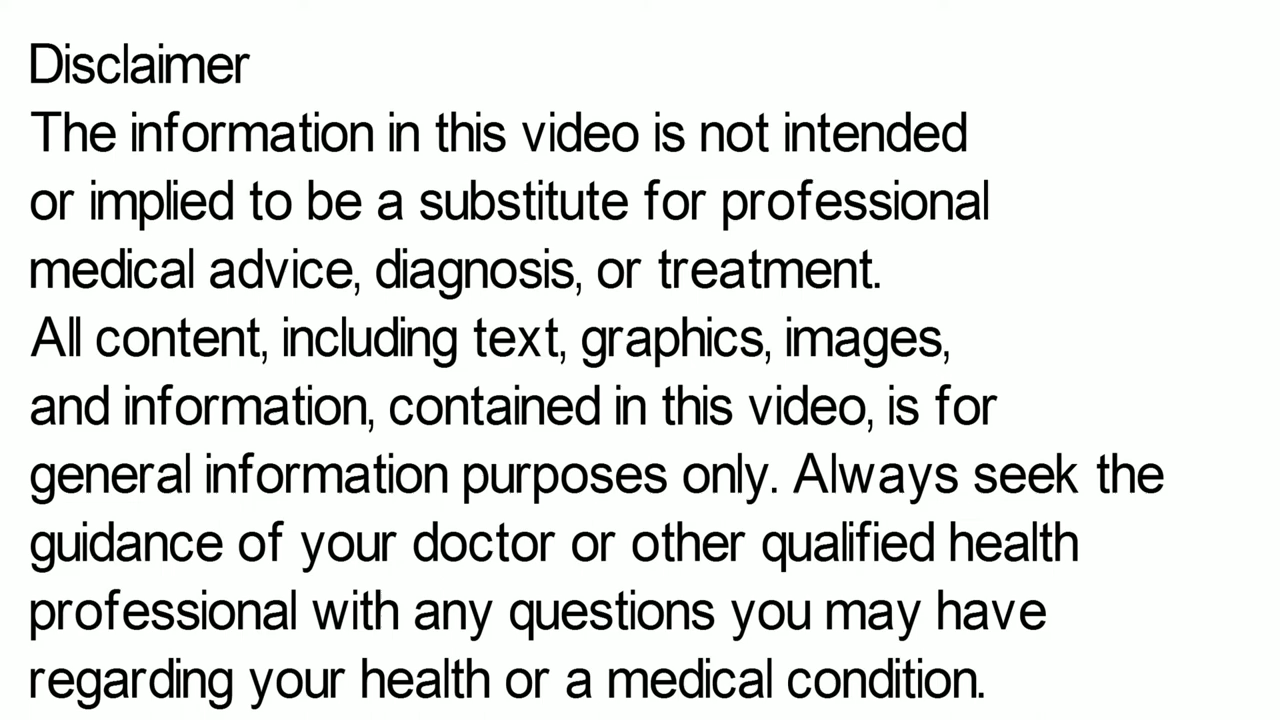 Disclaimer
The information in this video is not intended
or implied to be a substitute for professional
medical advice, diagnosis, or treatment.
All content, including text, graphics, images,
and information, contained in this video, is for
general information purposes only. Always seek the
guidance of your doctor or other qualified health
professional with any questions you may have
regarding your health or a medical condition.